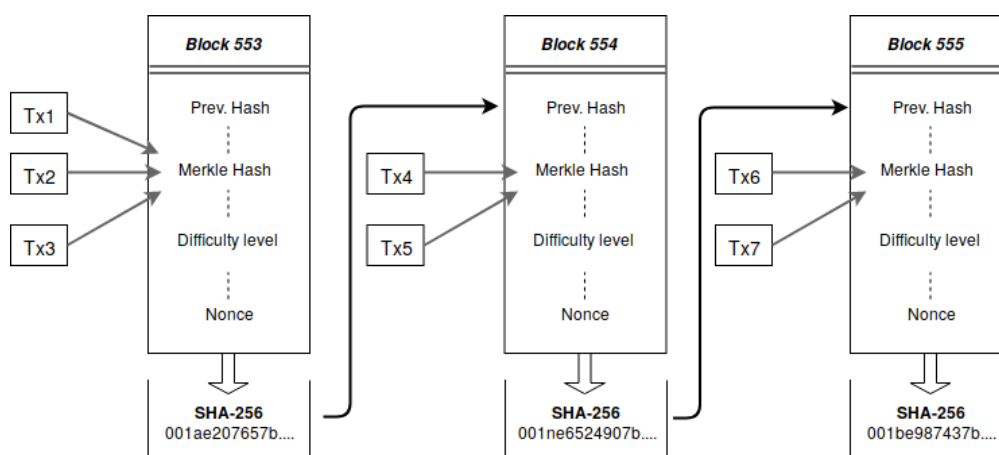 Block 553
Prev. Hash
Tx1
Tx2
Merkle Hash
Tx3
Difficulty level
Nonce
SHA-256
001ae207657b....
Block 554
Prev. Hash
Tx4
Merkle Hash
Tx5
Difficulty level
Nonce
SHA-256
001ne6524907b....
Block 555
Prev. Hash
Tx6
Merkle Hash
Tx7
Difficulty level
Nonce
SHA-256
001be987437b....